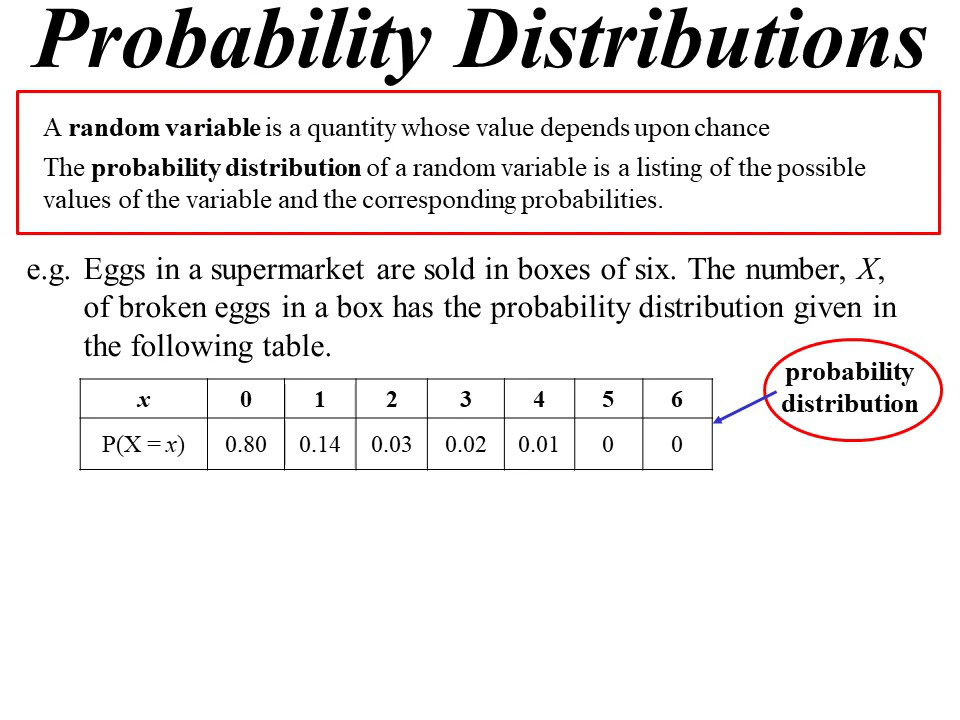 Probability Distributions
A random variable is a quantity whose value depends upon chance
The probability distribution of a random variable is a listing of the possible
values of the variable and the corresponding probabilities.
e.g. Eggs in a supermarket are sold in boxes of six. The number, X,
of broken eggs in a box has the probability distribution given in
the following table.
probability
distribution
x 0 1 2 3 4 5 6
P(X = x) 0.80 0.14 0.03 0.02 0.01 0 0